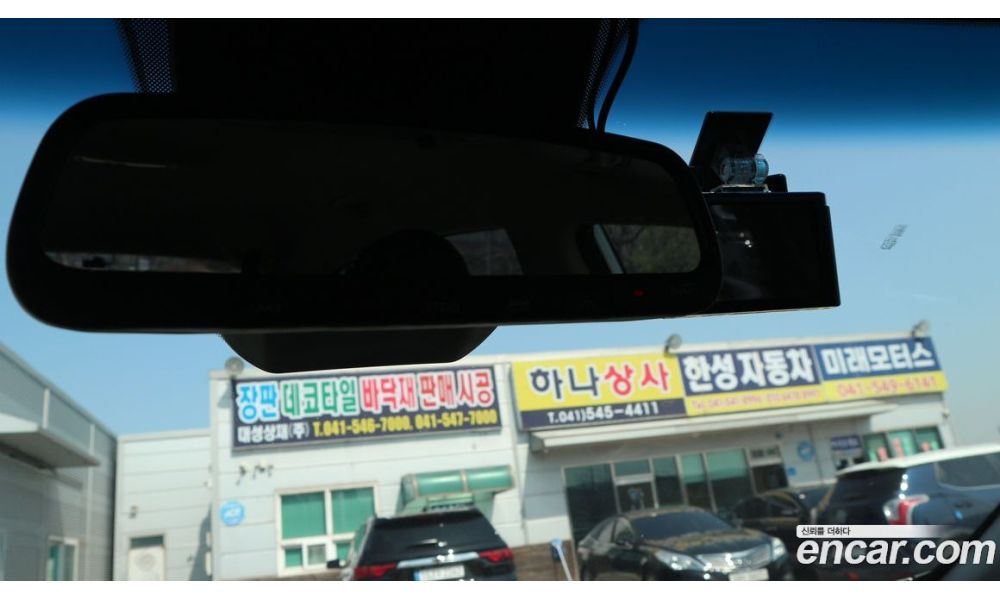 장판 데코타일 바닥재 판매시공
대성상재(주) T.041-546-7000, 041-547-7000
하나상사
T.041)545-4411
한성자동차
미래모터스
041-549-6141
신뢰를 더하다
encar.com